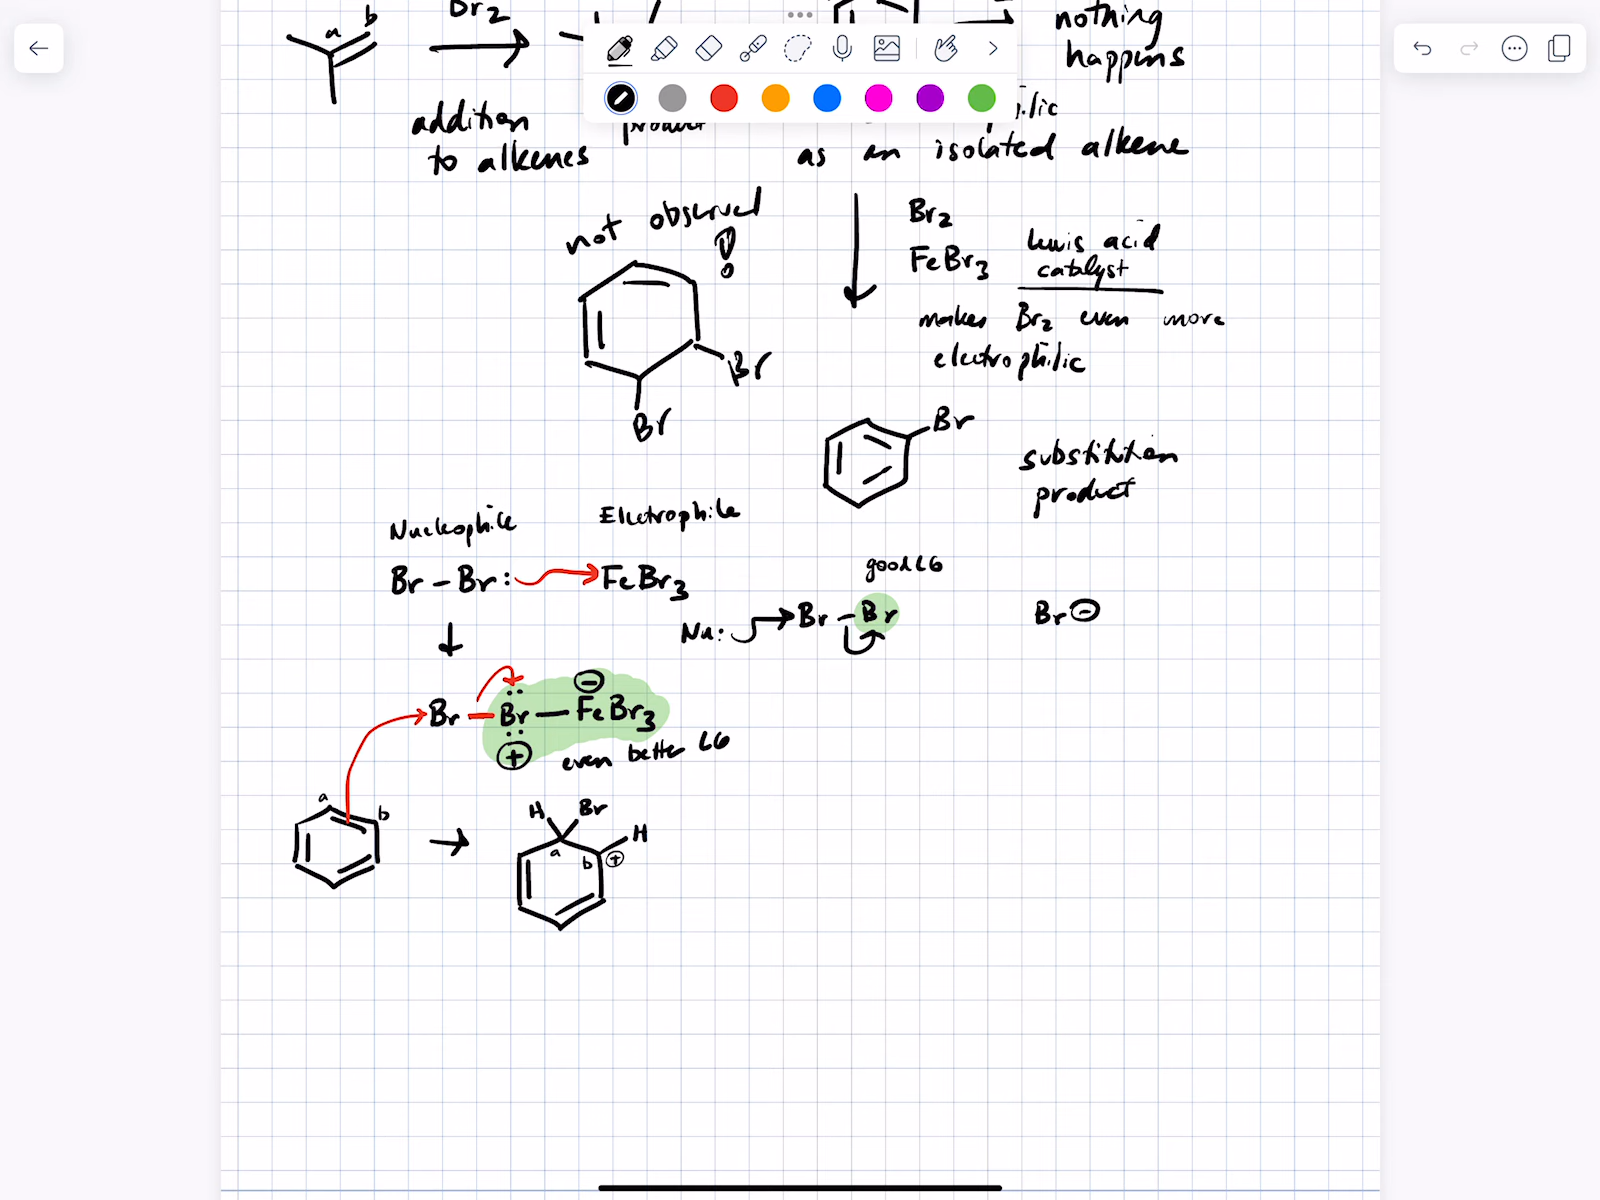 a b
Br2
nothing
happens
addition
to alkenes
product
as an isolated alkene
not observed
!
Br2
FeBr3
Lewis acid
catalyst
makes Br2 even more
electrophilic
Br
Br
Br
substitution
product
Nucleophile
Electrophile
Br – Br : FeBr3
good LG
Nu: Br – Br
Br ⊖
⊖
Br – Br – FeBr3
⊕
even better LG
a b
H Br
H
a b ⊕